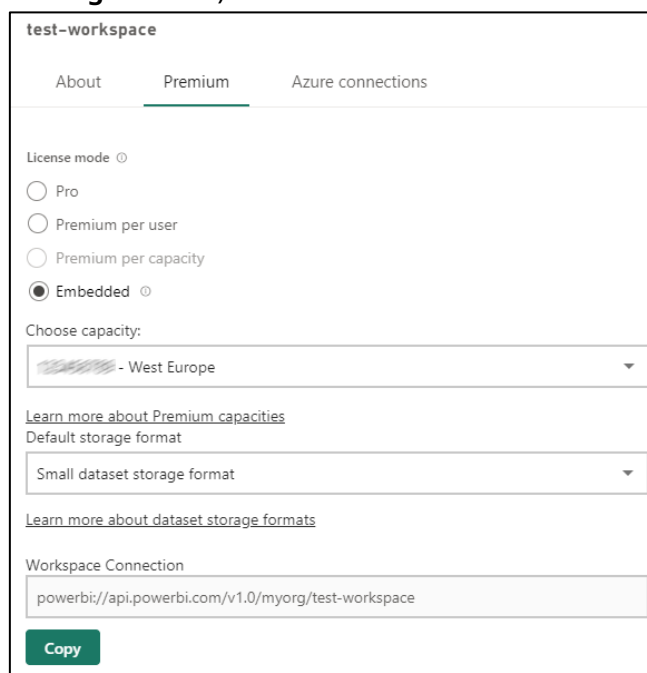 test-workspace
About Premium Azure connections
License mode
Pro
Premium per user
Premium per capacity
Embedded
Choose capacity:
- West Europe
Learn more about Premium capacities
Default storage format
Small dataset storage format
Learn more about dataset storage formats
Workspace Connection
powerbi://api.powerbi.com/v1.0/myorg/test-workspace
Copy